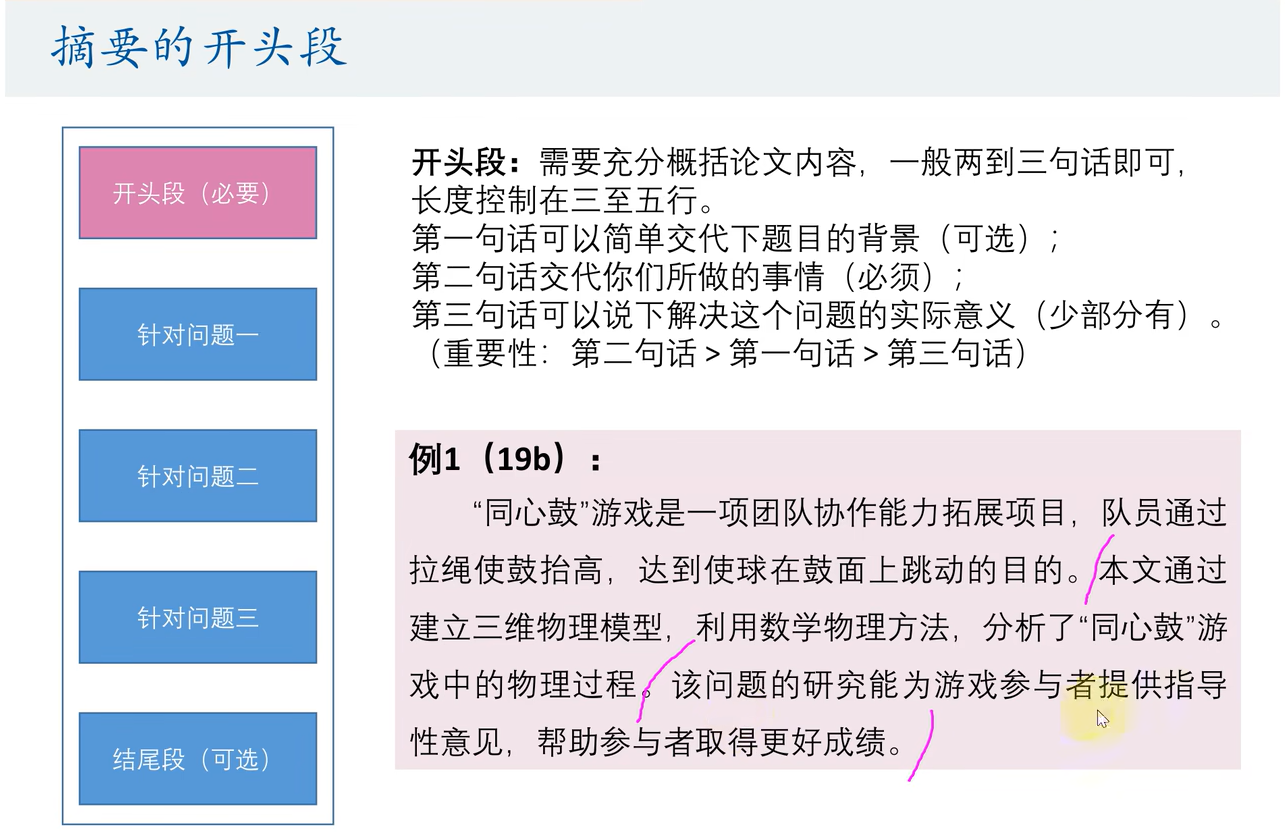 摘要的开头段
开头段（必要）
针对问题一
针对问题二
针对问题三
结尾段（可选）
开头段：需要充分概括论文内容，一般两到三句话即可，
长度控制在三至五行。
第一句话可以简单交代下题目的背景（可选）；
第二句话交代你们所做的事情（必须）；
第三句话可以说下解决这个问题的实际意义（少部分有）。
（重要性：第二句话 > 第一句话 > 第三句话）
例1（19b）：
“同心鼓”游戏是一项团队协作能力拓展项目，队员通过
拉绳使鼓抬高，达到使球在鼓面上跳动的目的。本文通过
建立三维物理模型，利用数学物理方法，分析了“同心鼓”游
戏中的物理过程。该问题的研究能为游戏参与者提供指导
性意见，帮助参与者取得更好成绩。